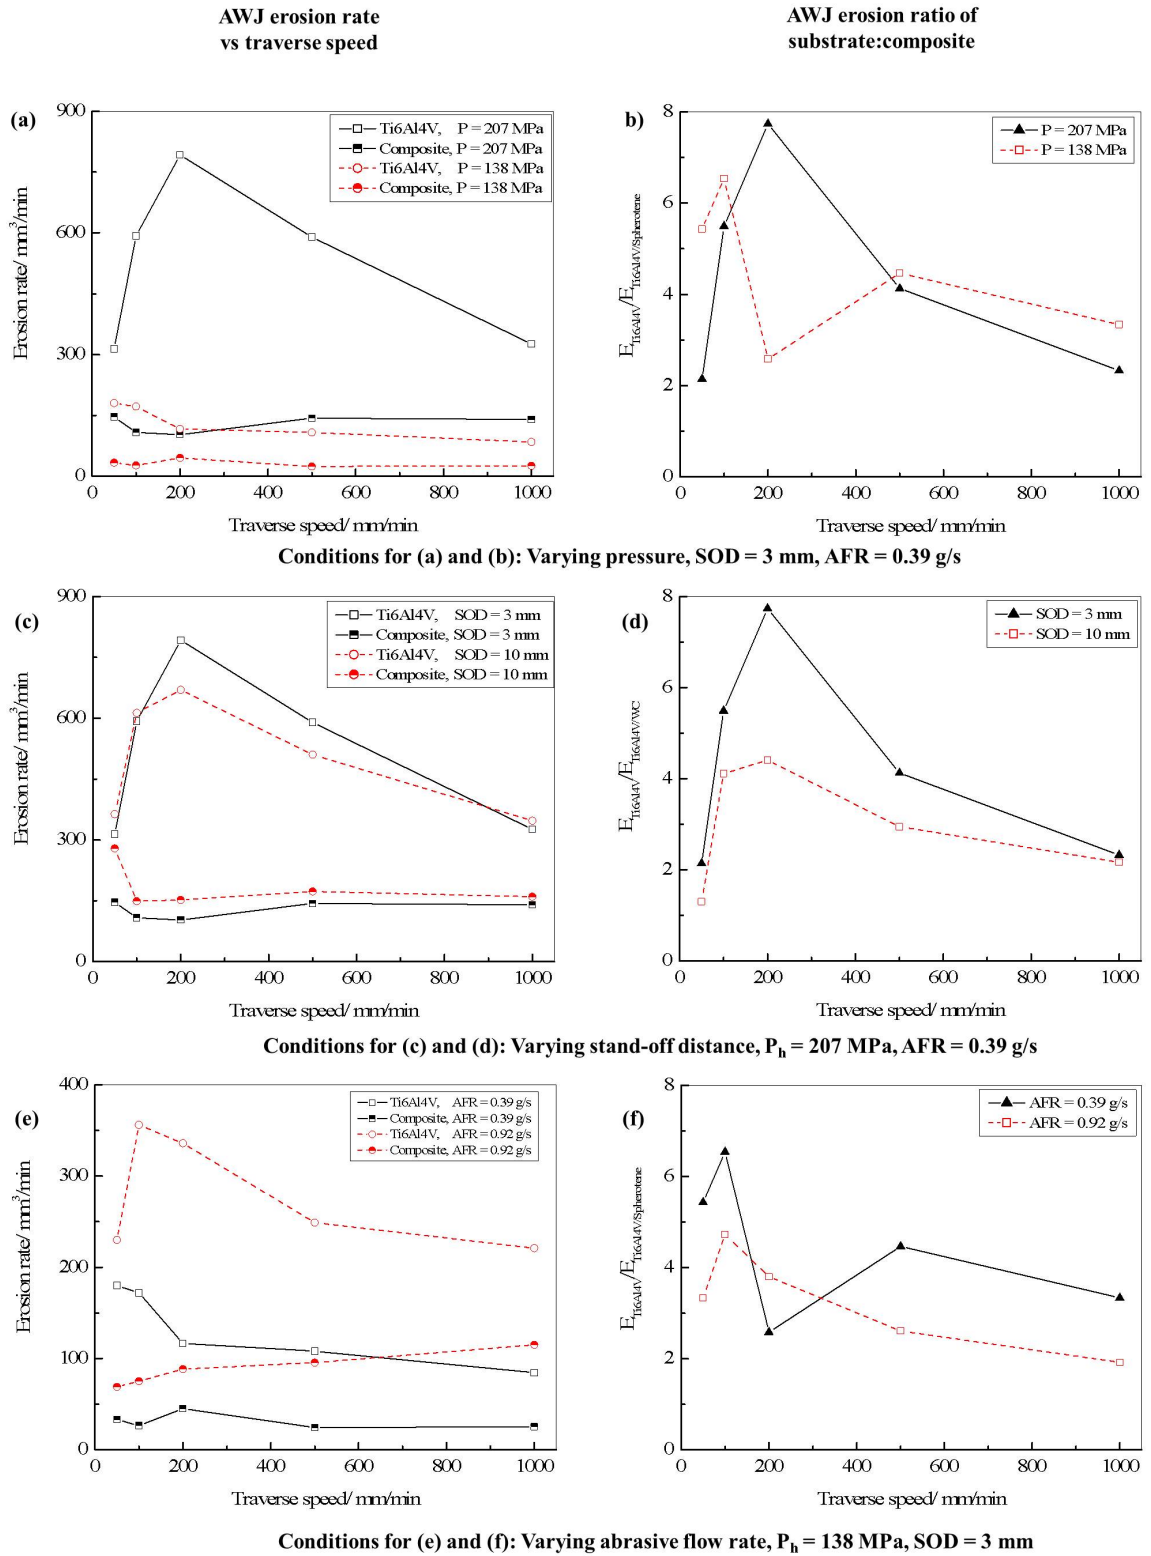 AWJ erosion rate
vs traverse speed
AWJ erosion ratio of
substrate:composite
(a)
900
600
300
0
Erosion rate/ mm³/min
Ti6Al4V, P = 207 MPa
Composite, P = 207 MPa
Ti6Al4V, P = 138 MPa
Composite, P = 138 MPa
0 200 400 600 800 1000
Traverse speed/ mm/min
b)
8
6
4
2
0
E_Ti6Al4V/E_Ti6Al4V/Spherotene
P = 207 MPa
P = 138 MPa
0 200 400 600 800 1000
Traverse speed/ mm/min
Conditions for (a) and (b): Varying pressure, SOD = 3 mm, AFR = 0.39 g/s
(c)
900
600
300
0
Erosion rate/ mm³/min
Ti6Al4V, SOD = 3 mm
Composite, SOD = 3 mm
Ti6Al4V, SOD = 10 mm
Composite, SOD = 10 mm
0 200 400 600 800 1000
Traverse speed/ mm/min
(d)
8
6
4
2
0
E_Ti6Al4V/E_Ti6Al4V/WC
SOD = 3 mm
SOD = 10 mm
0 200 400 600 800 1000
Traverse speed/ mm/min
Conditions for (c) and (d): Varying stand-off distance, P_h = 207 MPa, AFR = 0.39 g/s
(e)
400
300
200
100
0
Erosion rate/ mm³/min
Ti6Al4V, AFR = 0.39 g/s
Composite, AFR = 0.39 g/s
Ti6Al4V, AFR = 0.92 g/s
Composite, AFR = 0.92 g/s
0 200 400 600 800 1000
Traverse speed/ mm/min
(f)
8
6
4
2
0
E_Ti6Al4V/E_Ti6Al4V/Spherotene
AFR = 0.39 g/s
AFR = 0.92 g/s
0 200 400 600 800 1000
Traverse speed/ mm/min
Conditions for (e) and (f): Varying abrasive flow rate, P_h = 138 MPa, SOD = 3 mm